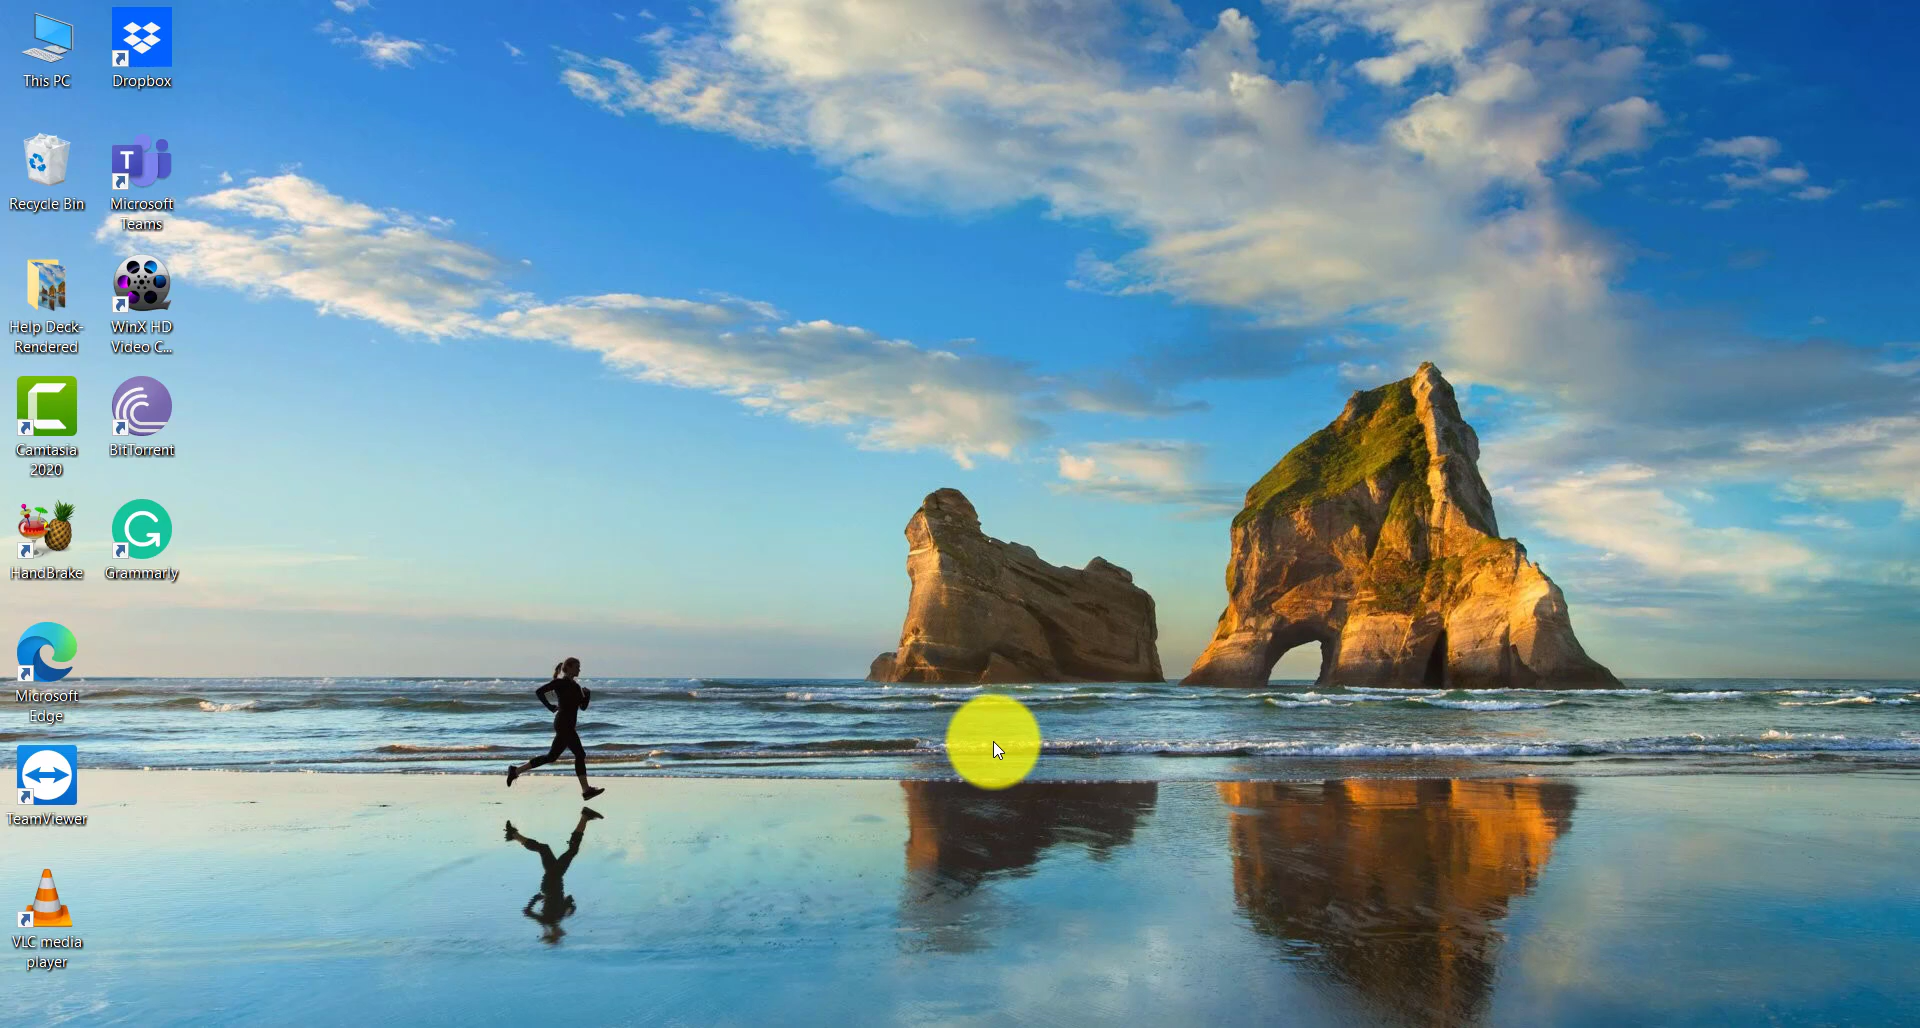 This PC
Dropbox
Recycle Bin
T
Microsoft
Teams
Help Deck-
Rendered
WinX HD
Video C...
Camtasia
2020
BitTorrent
HandBrake
Grammarly
Microsoft
Edge
TeamViewer
VLC media
player